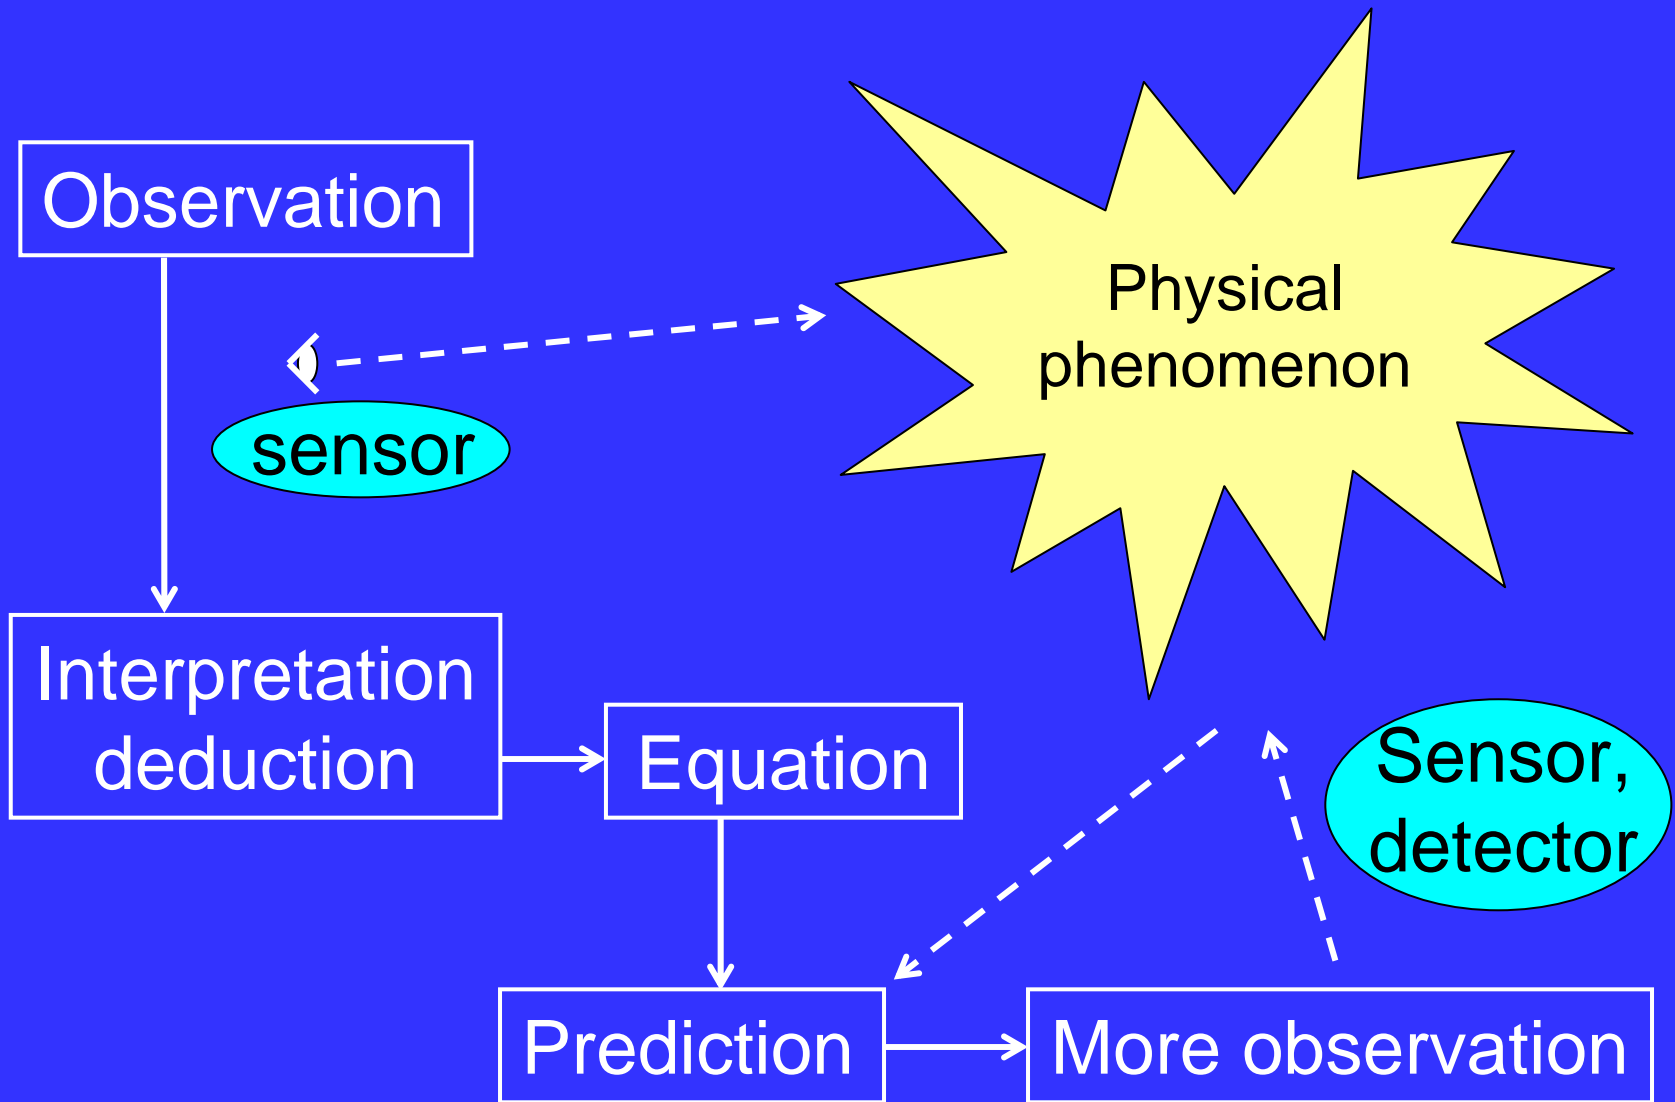 Observation
Physical
phenomenon
sensor
Interpretation
deduction
Equation
Sensor,
detector
Prediction
More observation